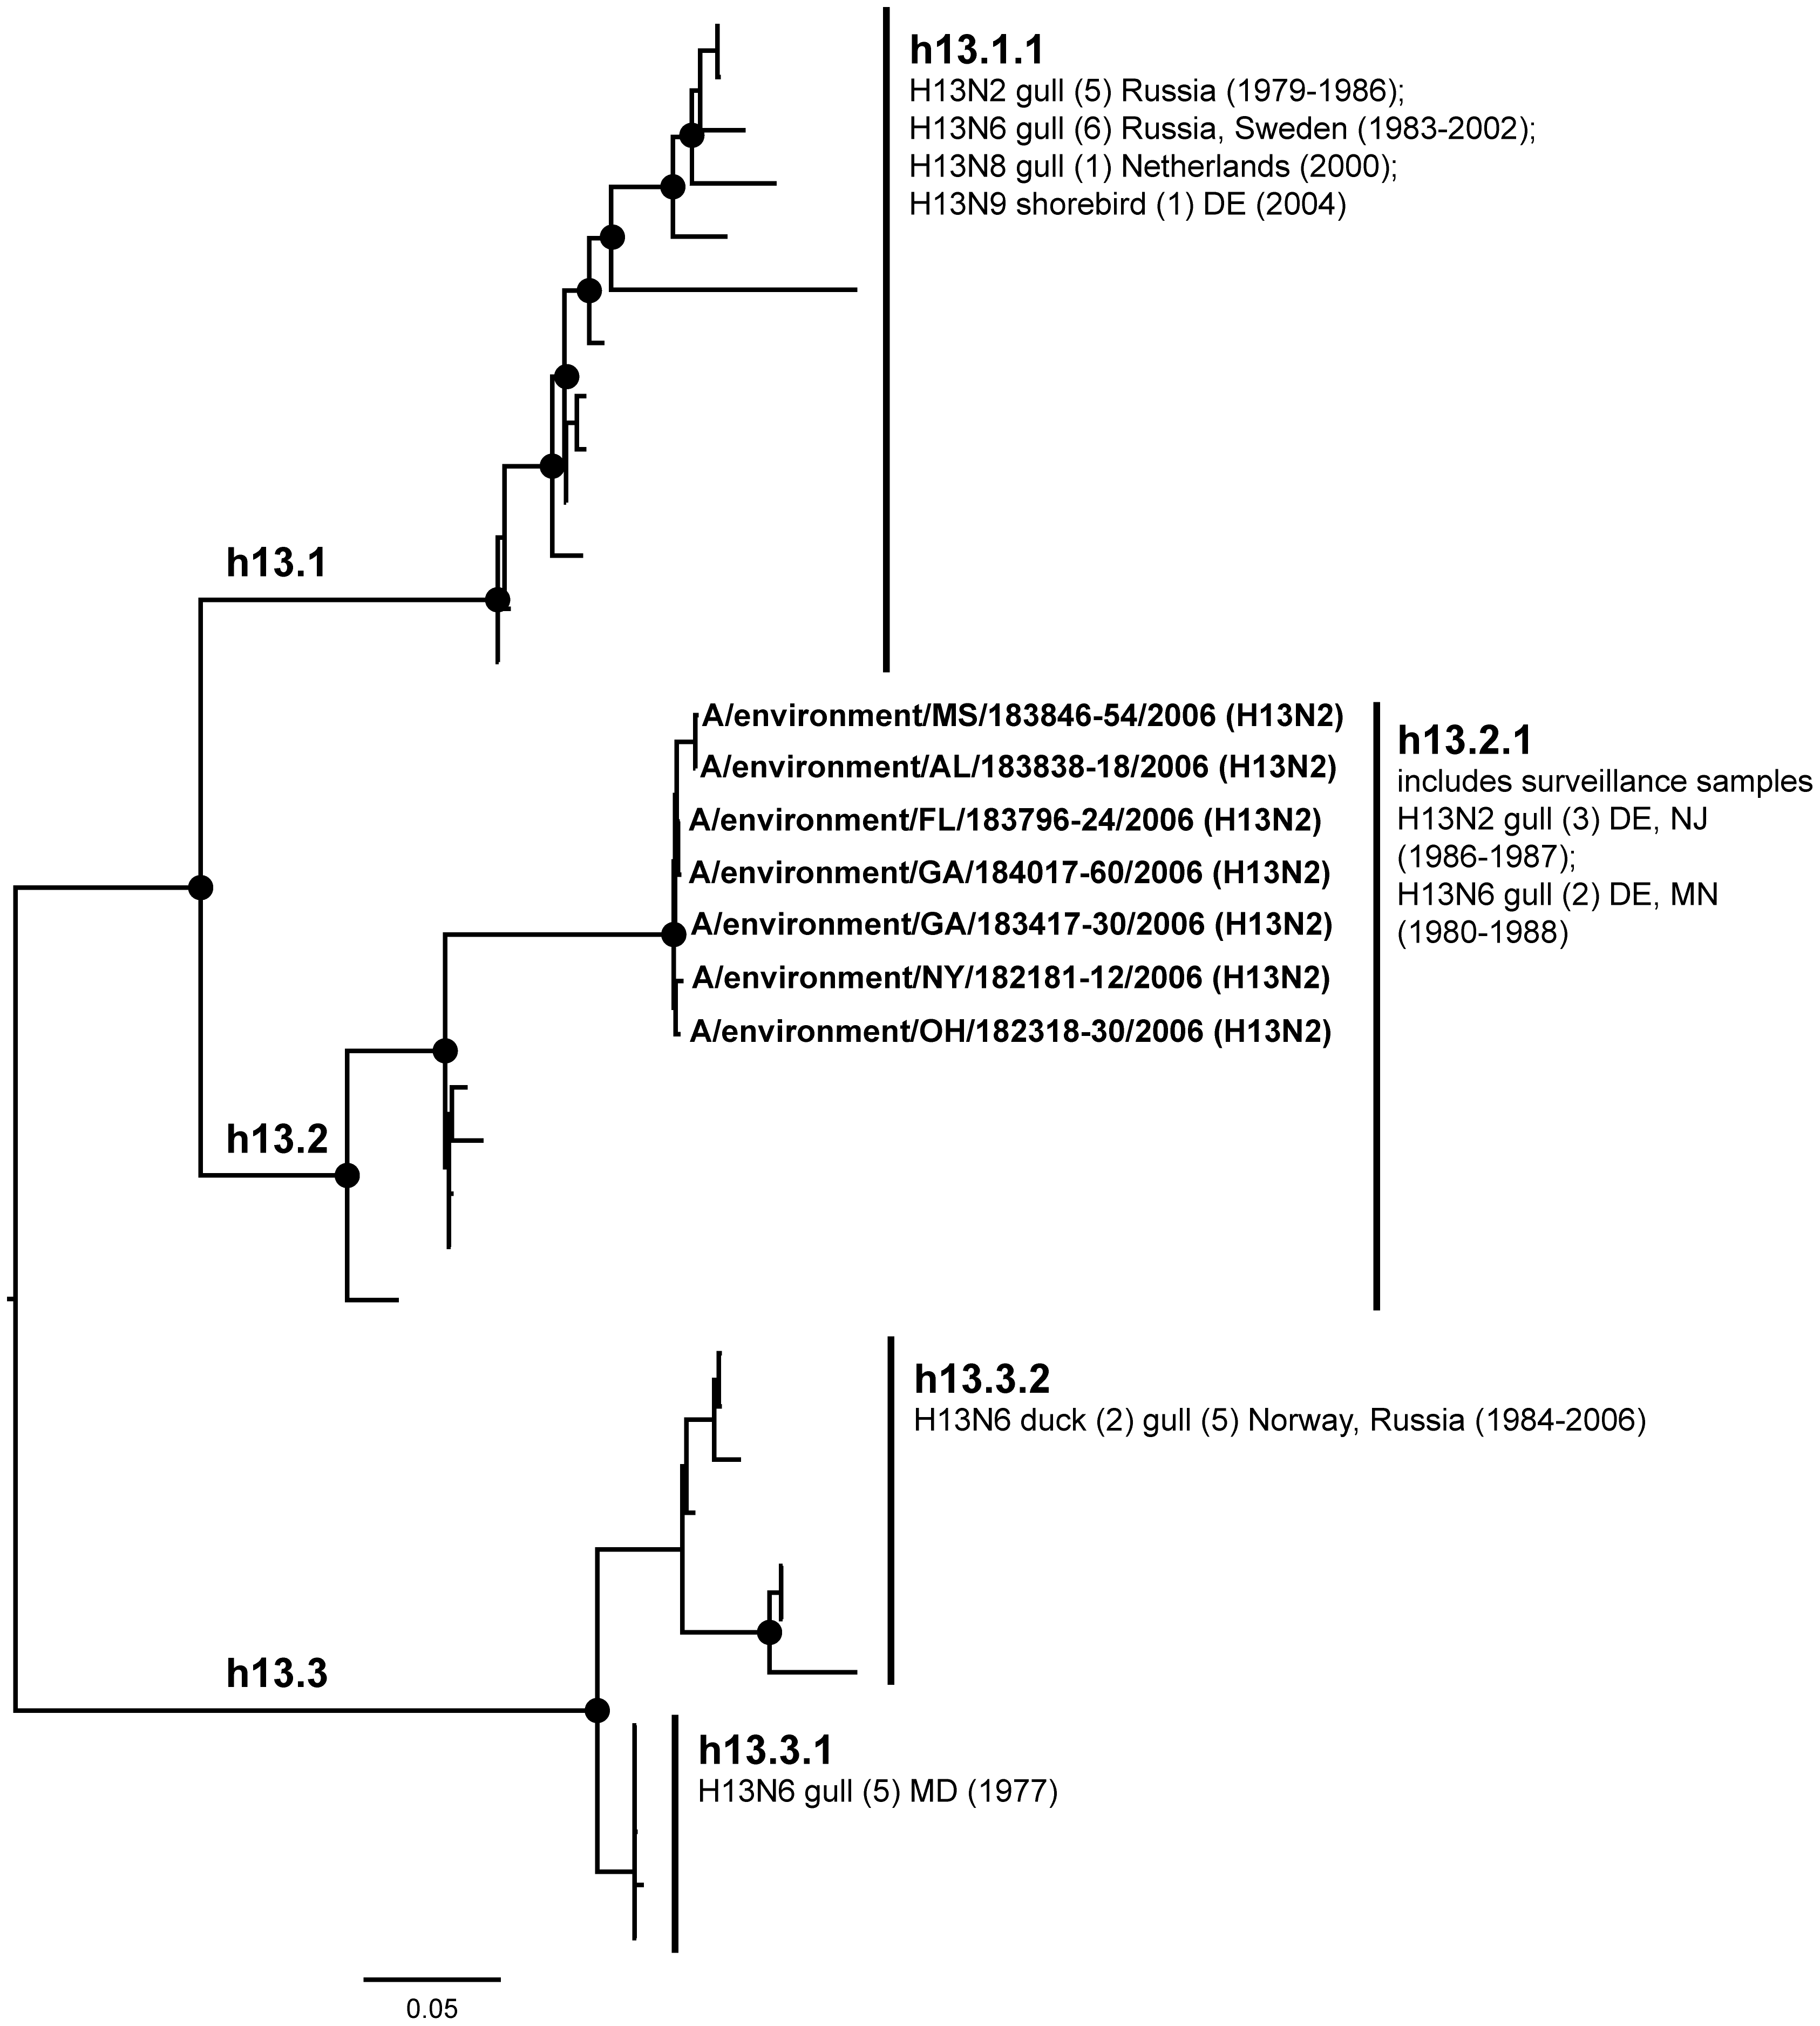 h13.1.1
H13N2 gull (5) Russia (1979-1986);
H13N6 gull (6) Russia, Sweden (1983-2002);
H13N8 gull (1) Netherlands (2000);
H13N9 shorebird (1) DE (2004)
h13.1
A/environment/MS/183846-54/2006 (H13N2)
A/environment/AL/183838-18/2006 (H13N2)
A/environment/FL/183796-24/2006 (H13N2)
A/environment/GA/184017-60/2006 (H13N2)
A/environment/GA/183417-30/2006 (H13N2)
A/environment/NY/182181-12/2006 (H13N2)
A/environment/OH/182318-30/2006 (H13N2)
h13.2.1
includes surveillance samples
H13N2 gull (3) DE, NJ
(1986-1987);
H13N6 gull (2) DE, MN
(1980-1988)
h13.2
h13.3.2
H13N6 duck (2) gull (5) Norway, Russia (1984-2006)
h13.3
h13.3.1
H13N6 gull (5) MD (1977)
0.05